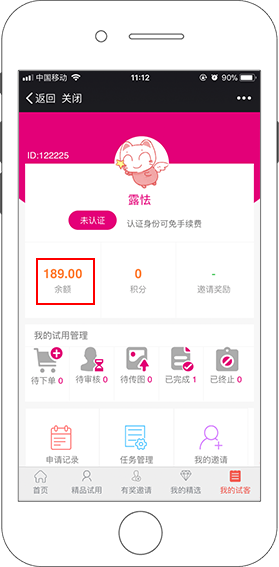 中国移动 11:12 90%
返回 关闭 •••
ID:122225
露怯
未认证 认证身份可免手续费
189.00 0 -
余额 积分 邀请奖励
我的试用管理
待下单 0 待审核 0 待传图 0 已完成 1 已终止 0
申请记录 任务管理 我的邀请
首页 精品试用 有奖邀请 我的精选 我的试客